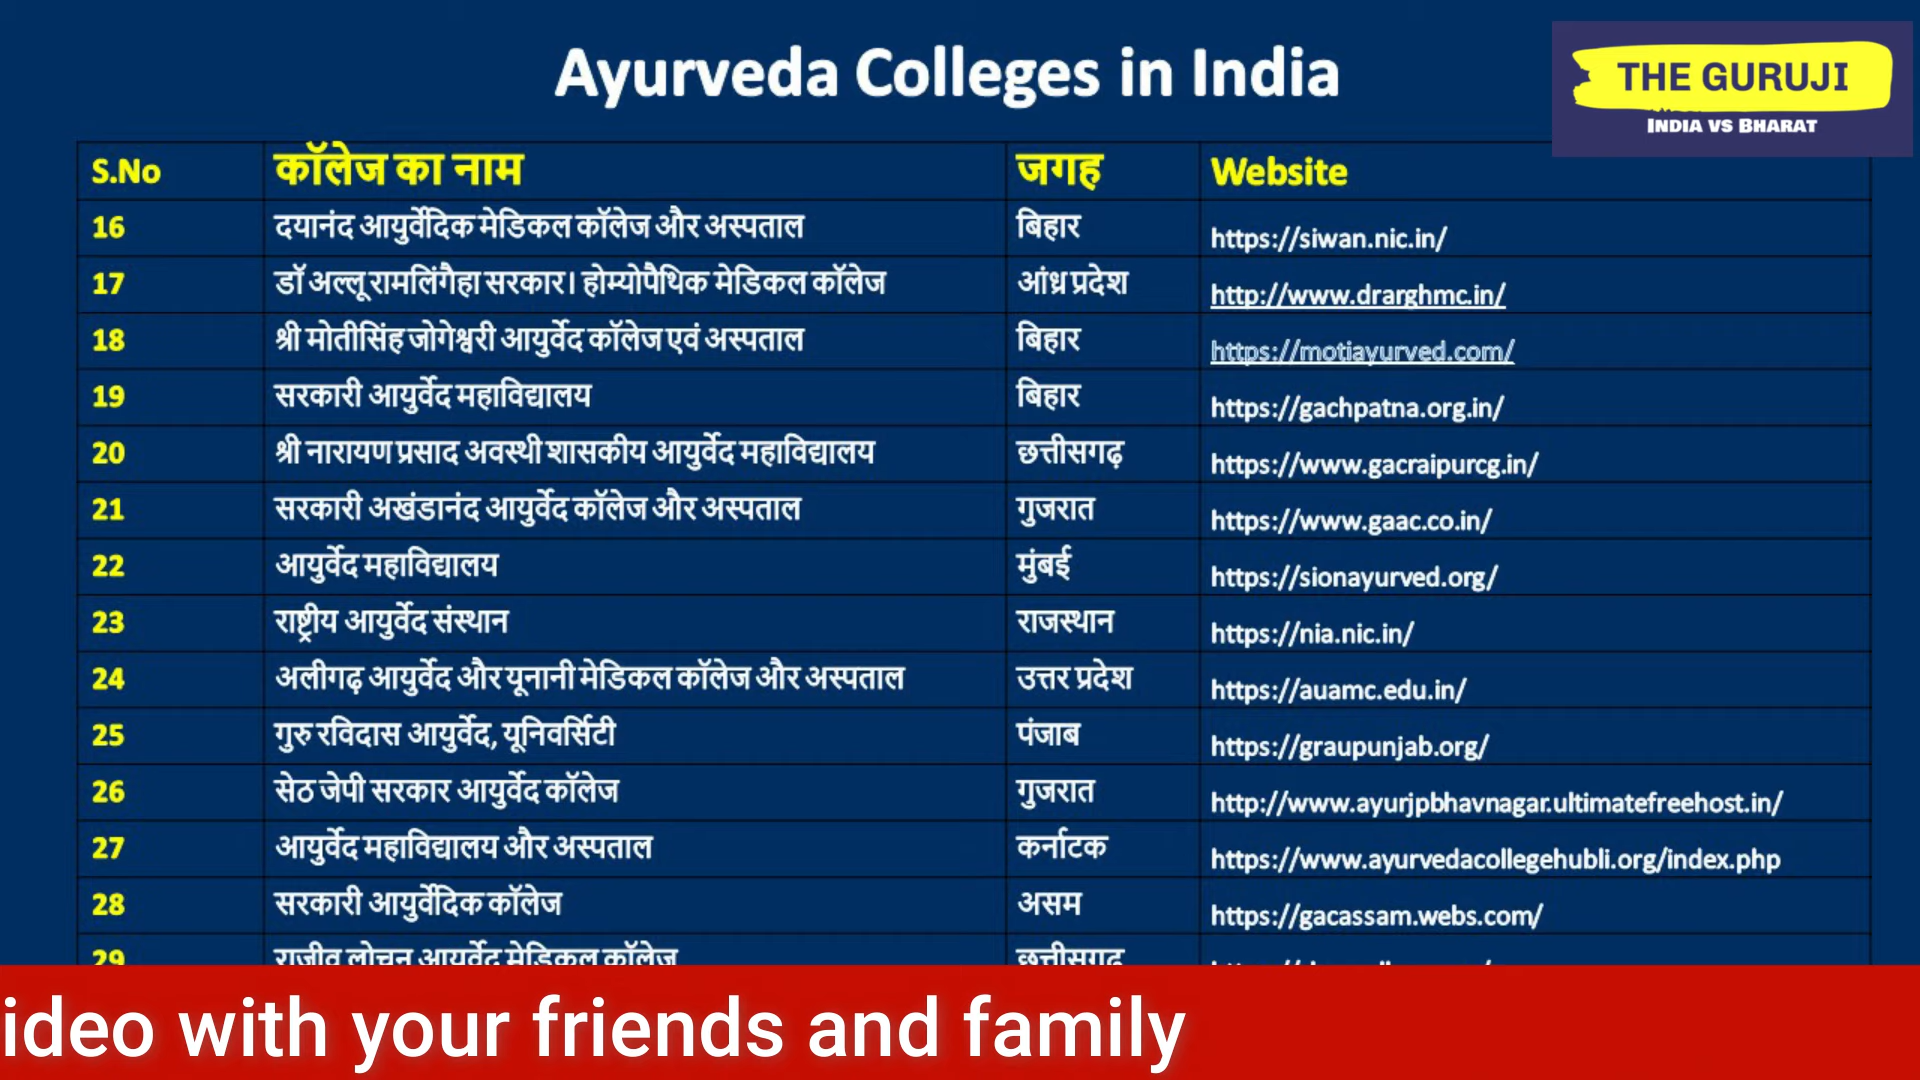 Ayurveda Colleges in India
THE GURUJI
INDIA VS BHARAT
S.No कॉलेज का नाम जगह Website
16 दयानंद आयुर्वेदिक मेडिकल कॉलेज और अस्पताल बिहार https://siwan.nic.in/
17 डॉ अल्लू रामलिंगैहा सरकार। होम्योपैथिक मेडिकल कॉलेज आंध्र प्रदेश http://www.drarghmc.in/
18 श्री मोतीसिंह जोगेश्वरी आयुर्वेद कॉलेज एवं अस्पताल बिहार https://motiayurved.com/
19 सरकारी आयुर्वेद महाविद्यालय बिहार https://gachpatna.org.in/
20 श्री नारायण प्रसाद अवस्थी शासकीय आयुर्वेद महाविद्यालय छत्तीसगढ़ https://www.gacraipurcg.in/
21 सरकारी अखंडानंद आयुर्वेद कॉलेज और अस्पताल गुजरात https://www.gaac.co.in/
22 आयुर्वेद महाविद्यालय मुंबई https://sionayurved.org/
23 राष्ट्रीय आयुर्वेद संस्थान राजस्थान https://nia.nic.in/
24 अलीगढ़ आयुर्वेद और यूनानी मेडिकल कॉलेज और अस्पताल उत्तर प्रदेश https://auamc.edu.in/
25 गुरु रविदास आयुर्वेद, यूनिवर्सिटी पंजाब https://graupunjab.org/
26 सेठ जेपी सरकार आयुर्वेद कॉलेज गुजरात http://www.ayurjpbhavnagar.ultimatefreehost.in/
27 आयुर्वेद महाविद्यालय और अस्पताल कर्नाटक https://www.ayurvedacollegehubli.org/index.php
28 सरकारी आयुर्वेदिक कॉलेज असम https://gacassam.webs.com/
29 राजीव लोचन आयुर्वेद मेडिकल कॉलेज छत्तीसगढ़
ideo with your friends and family